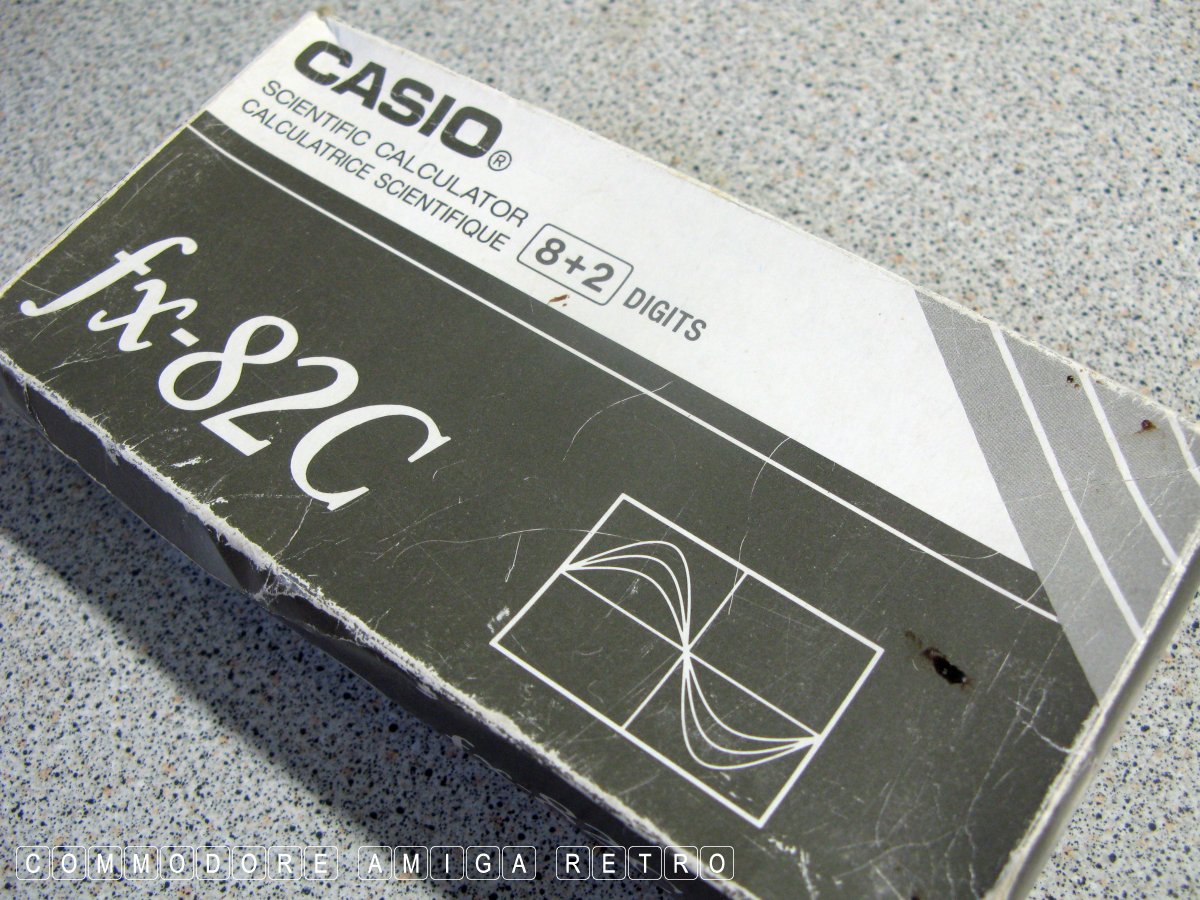 CASIO®
SCIENTIFIC CALCULATOR
CALCULATRICE SCIENTIFIQUE
8+2 DIGITS
fx-82C
COMMODORE AMIGA RETRO